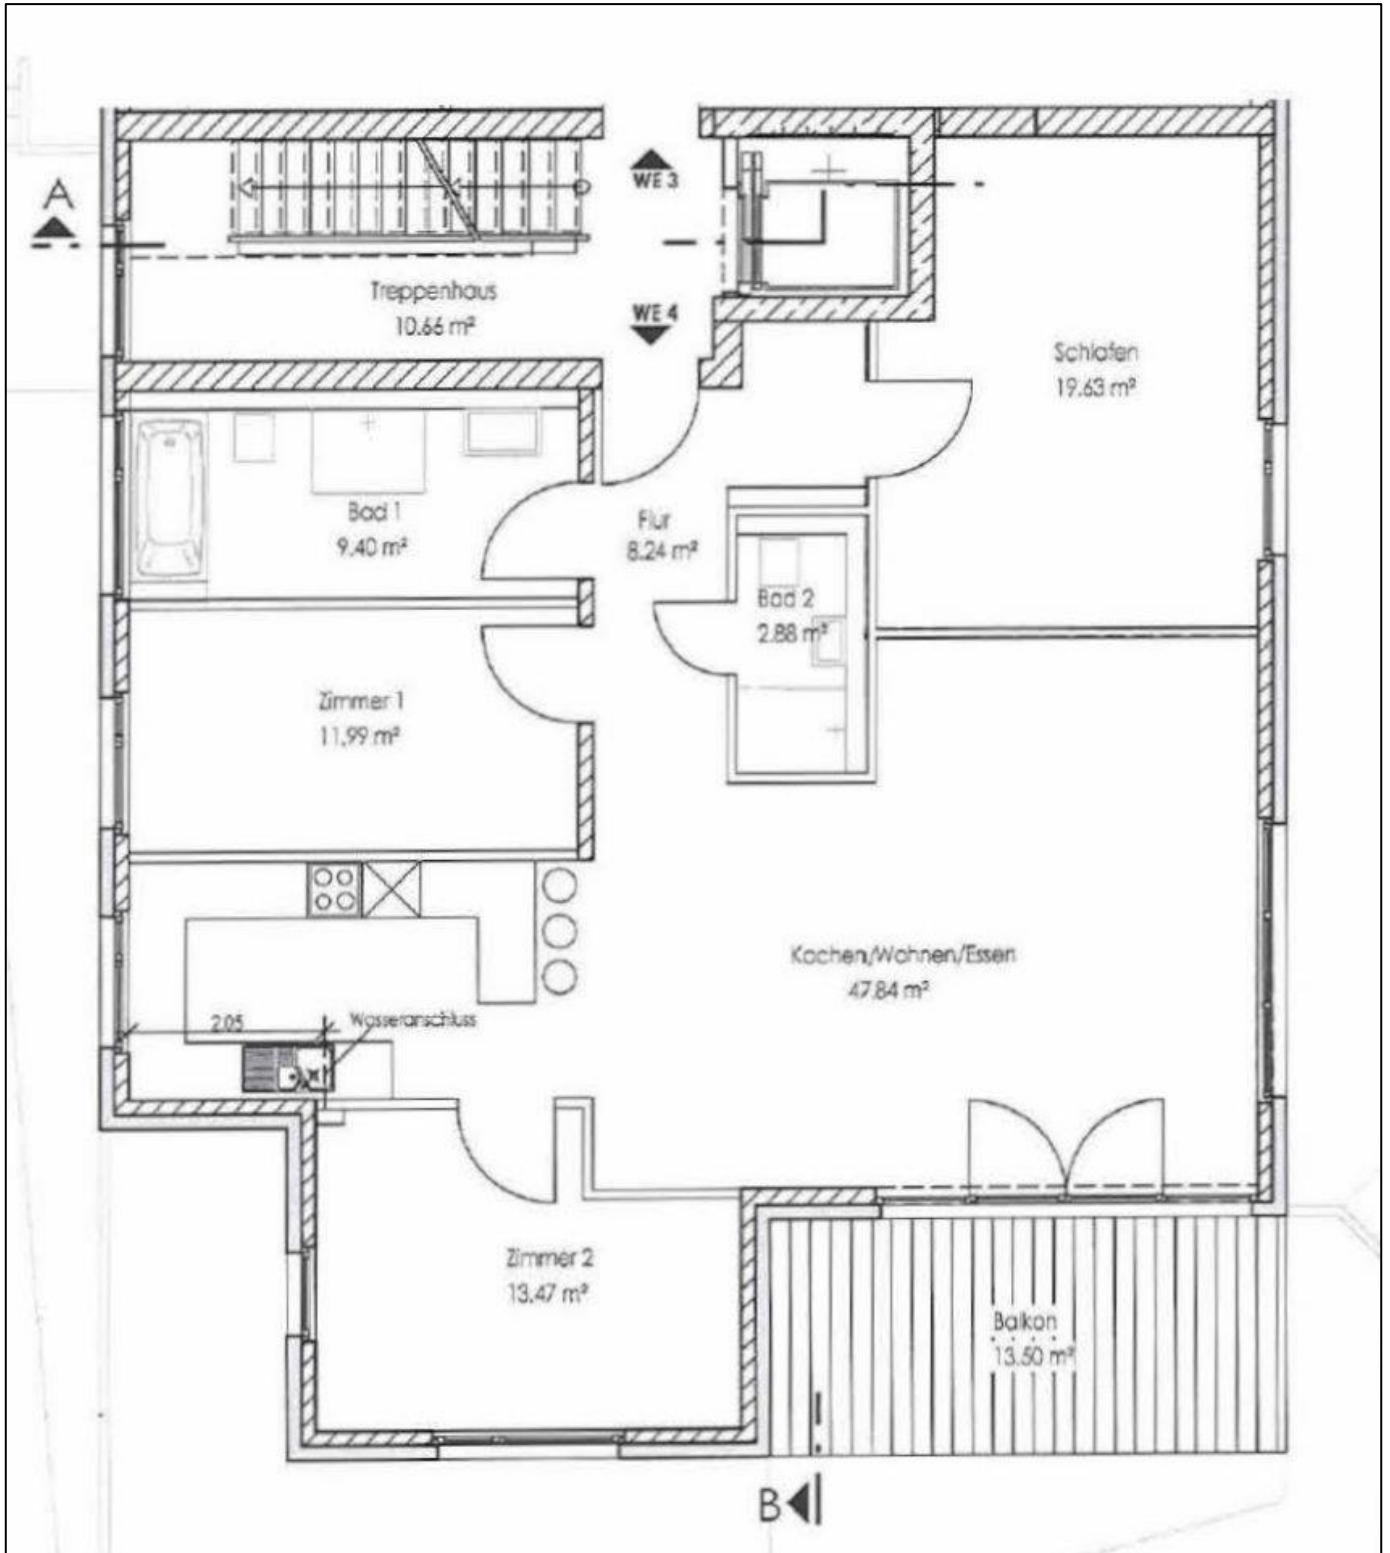 A
WE 3
Treppenhaus
10.66 m²
WE 4
Schlafen
19.63 m²
Bad 1
9.40 m²
Flur
8.24 m²
Bad 2
2.88 m²
Zimmer 1
11.99 m²
Kochen/Wohnen/Essen
47.84 m²
2.05
Wasseranschluss
Zimmer 2
13.47 m²
Balkon
13.50 m²
B